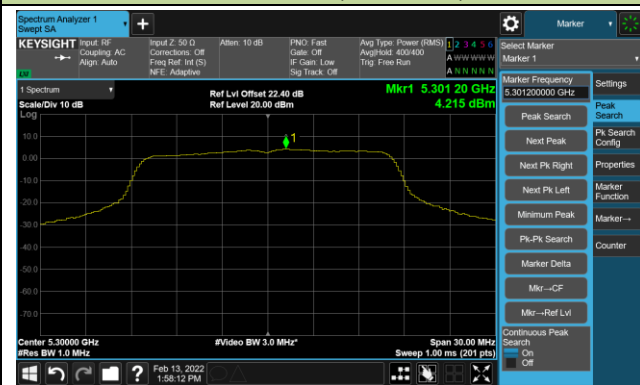 Spectrum Analyzer 1
Swept SA
Marker
KEYSIGHT
Input: RF
Coupling: AC
Align: Auto
Input Z: 50 Ω
Corrections: Off
Freq Ref: Int (S)
NFE: Adaptive
Atten: 10 dB
PNO: Fast
Gate: Off
IF Gain: Low
Sig Track: Off
Avg Type: Power (RMS)
Avg|Hold: 400/400
Trig: Free Run
1 2 3 4 5 6
A W W W W W
A N N N N N
Select Marker
Marker 1
1 Spectrum
Scale/Div 10 dB
Log
Ref Lvl Offset 22.40 dB
Ref Level 20.00 dBm
Mkr1 5.301 20 GHz
4.215 dBm
1
10.0
0.00
-10.0
-20.0
-30.0
-40.0
-50.0
-60.0
-70.0
Center 5.30000 GHz
#Res BW 1.0 MHz
#Video BW 3.0 MHz*
Span 30.00 MHz
Sweep 1.00 ms (201 pts)
Marker Frequency
5.301200000 GHz
Peak Search
Next Peak
Next Pk Right
Next Pk Left
Minimum Peak
Pk-Pk Search
Marker Delta
Mkr→CF
Mkr→Ref Lvl
Continuous Peak
Search
On
Off
Settings
Peak
Search
Pk Search
Config
Properties
Marker
Function
Marker→
Counter
Feb 13, 2022
1:58:12 PM